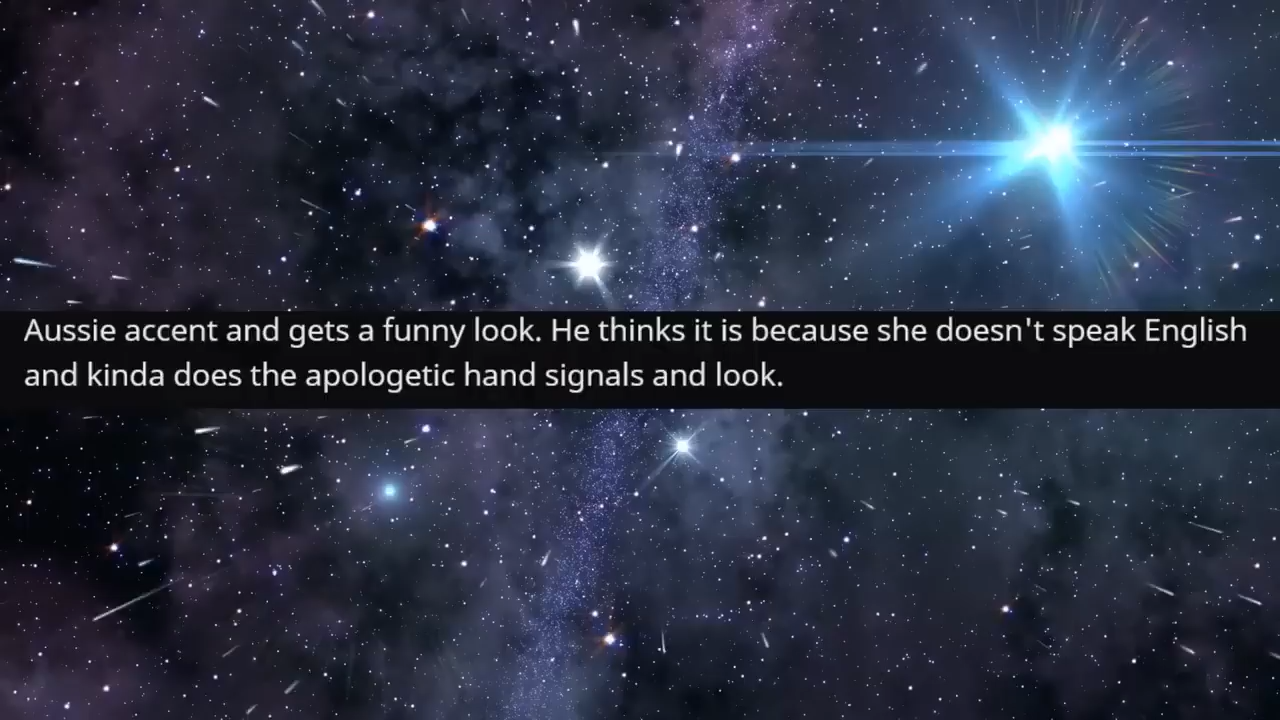 Aussie accent and gets a funny look. He thinks it is because she doesn't speak English
and kinda does the apologetic hand signals and look.